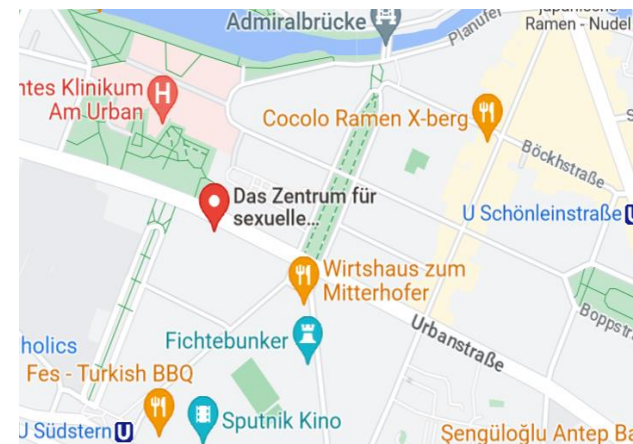 Admiralbrücke
Planufer
japanische
Ramen - Nudel
ntes Klinikum
Am Urban
H
Cocolo Ramen X-berg
Böckhstraße
Das Zentrum für
sexuelle...
U Schönleinstraße U
Wirtshaus zum
Mitterhofer
Urbanstraße
Boppstr
Fichtebunker
holics
Fes - Turkish BBQ
U Südstern U
Sputnik Kino
Şengüloğlu Antep Ba